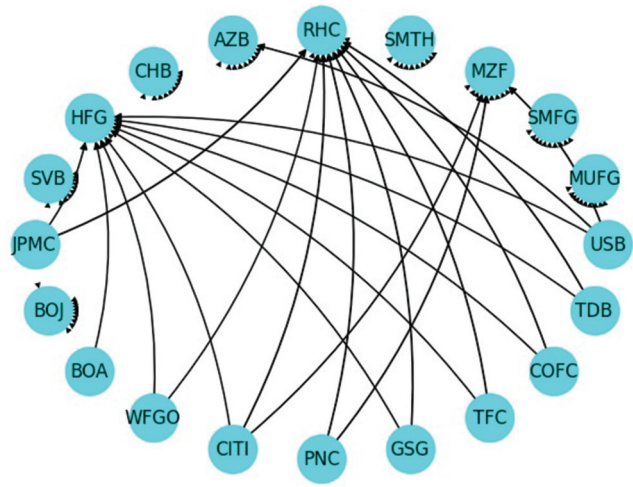 RHC
AZB
SMTH
CHB
MZF
HFG
SMFG
SVB
MUFG
JPMC
USB
BOJ
TDB
BOA
COFC
WFGO
TFC
CITI
GSG
PNC